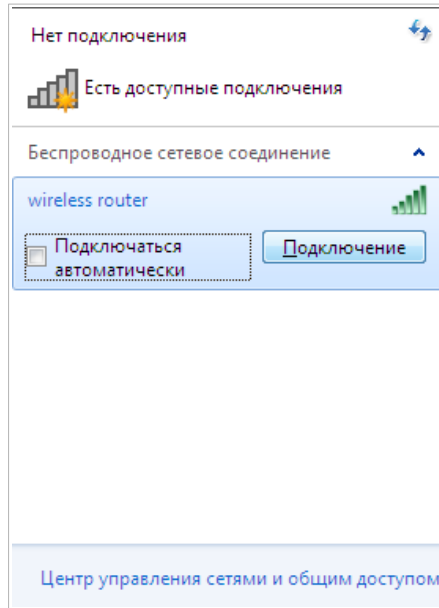 Нет подключения
Есть доступные подключения
Беспроводное сетевое соединение
wireless router
Подключаться
автоматически
Подключение
Центр управления сетями и общим доступом